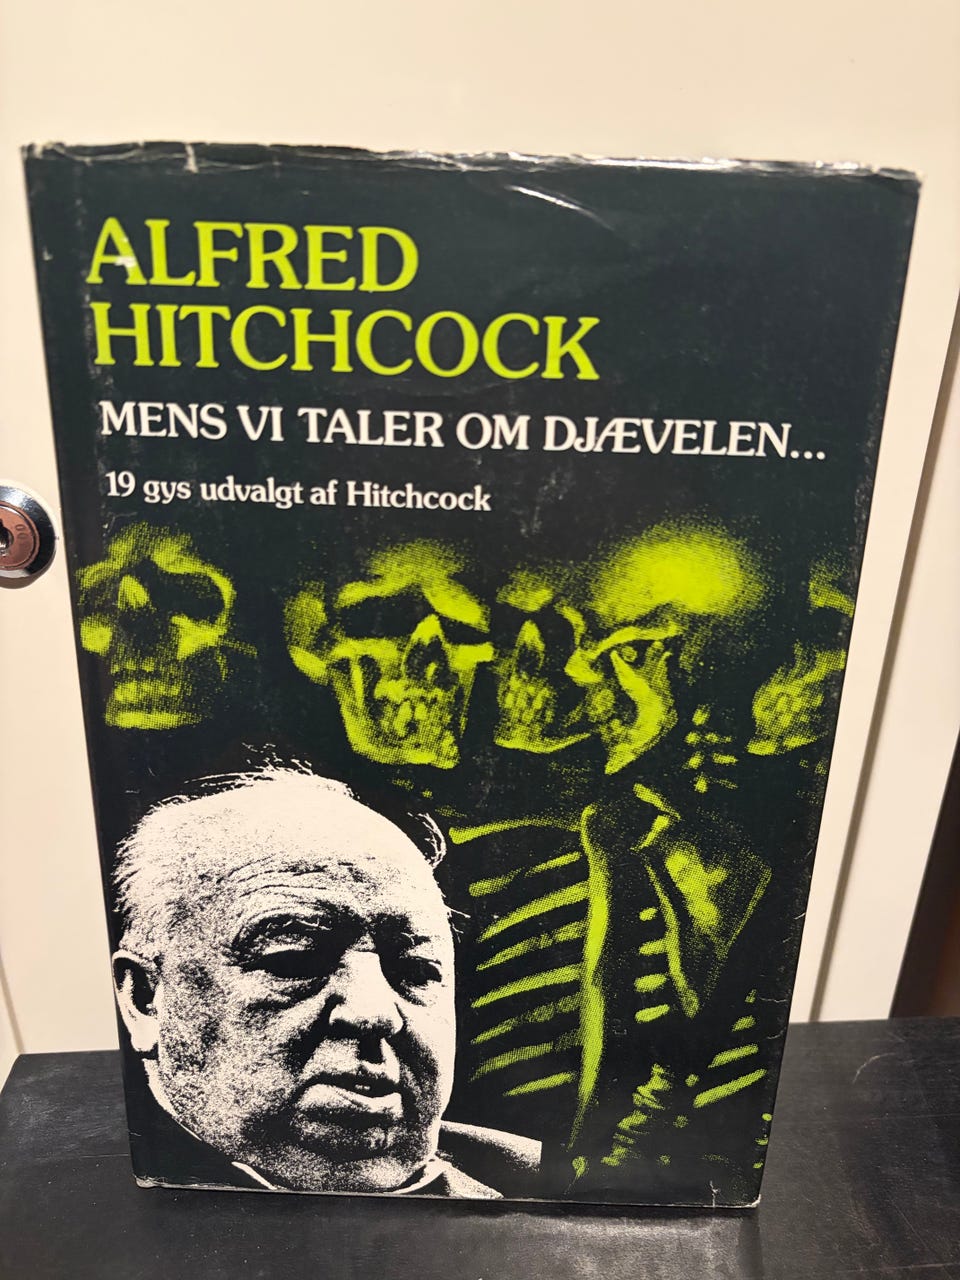 ALFRED
HITCHCOCK
MENS VI TALER OM DJÆVELEN...
19 gys udvalgt af Hitchcock